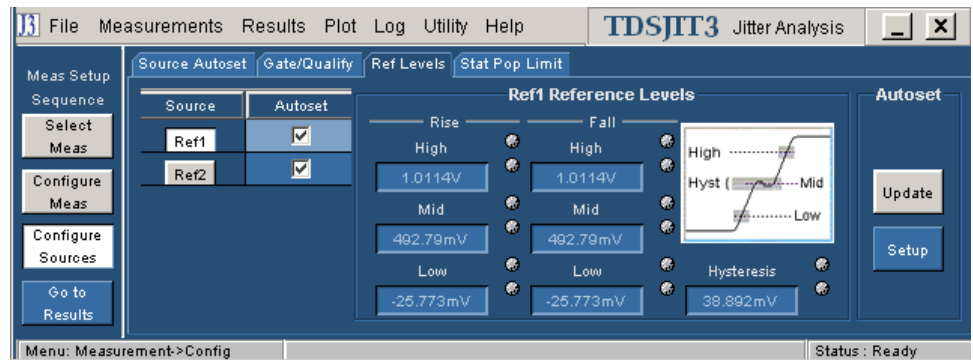 J3 File Measurements Results Plot Log Utility Help TDSJIT3 Jitter Analysis
Meas Setup Sequence
Select Meas
Configure Meas
Configure Sources
Go to Results
Source Autoset Gate/Qualify Ref Levels Stat Pop Limit
Source Autoset
Ref1
Ref2
Ref1 Reference Levels
Rise Fall
High High
1.0114V 1.0114V
Mid Mid
492.79mV 492.79mV
Low Low
-25.773mV -25.773mV
High
Hyst ( Mid
Low
Hysteresis
38.892mV
Autoset
Update
Setup
Menu: Measurement->Config Status : Ready